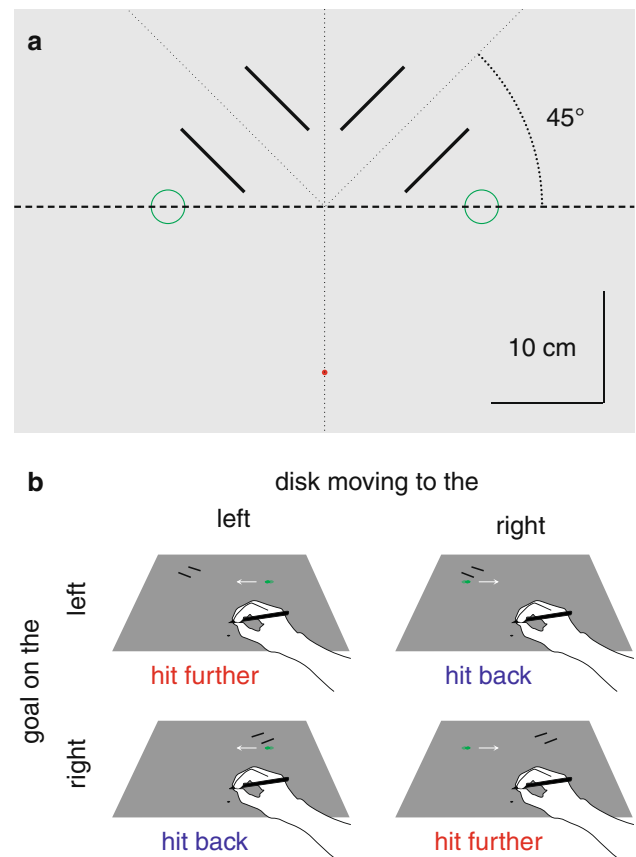 a
45°
10 cm
b
disk moving to the
left
right
goal on the
left
hit further
hit back
right
hit back
hit further